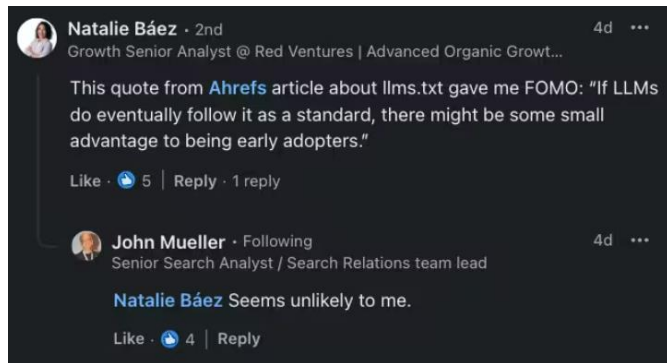 Natalie Báez · 2nd
4d ...
Growth Senior Analyst @ Red Ventures | Advanced Organic Growt...
This quote from Ahrefs article about llms.txt gave me FOMO: “If LLMs
do eventually follow it as a standard, there might be some small
advantage to being early adopters.”
Like · 5 | Reply · 1 reply
John Mueller · Following
4d ...
Senior Search Analyst / Search Relations team lead
Natalie Báez Seems unlikely to me.
Like · 4 | Reply